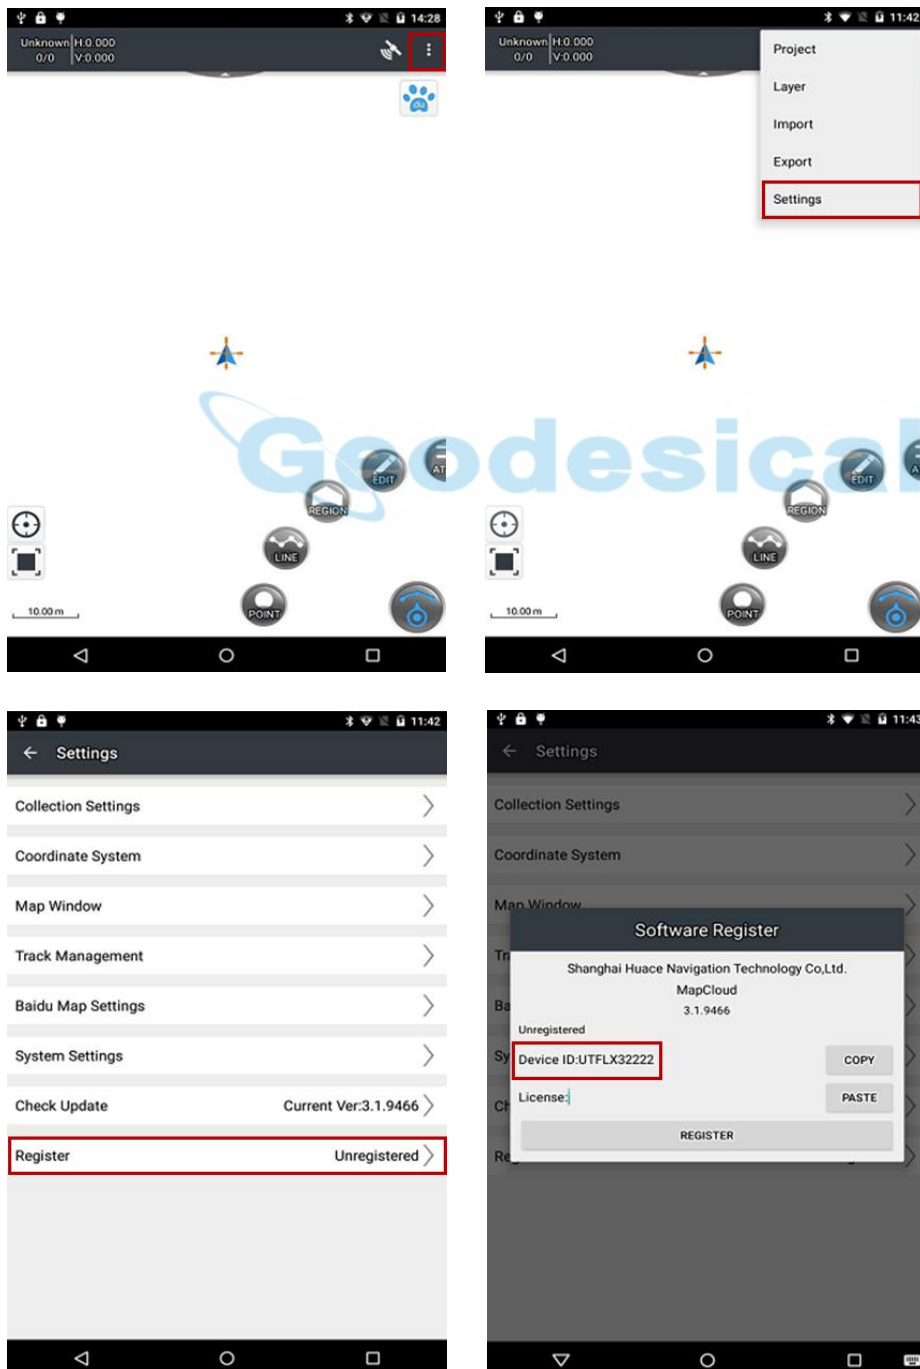 14:28
Unknown H:0.000
0/0 V:0.000
du
EDIT
AT
REGION
LINE
POINT
10.00 m
11:42
Unknown H:0.000
0/0 V:0.000
Project
Layer
Import
Export
Settings
EDIT
REGION
LINE
POINT
10.00 m
Geodesical
11:42
Settings
Collection Settings
Coordinate System
Map Window
Track Management
Baidu Map Settings
System Settings
Check Update Current Ver:3.1.9466
Register Unregistered
11:43
Settings
Collection Settings
Coordinate System
Map Window
Software Register
Shanghai Huace Navigation Technology Co,Ltd.
MapCloud
3.1.9466
Unregistered
Device ID:UTFLX32222 COPY
License: PASTE
REGISTER